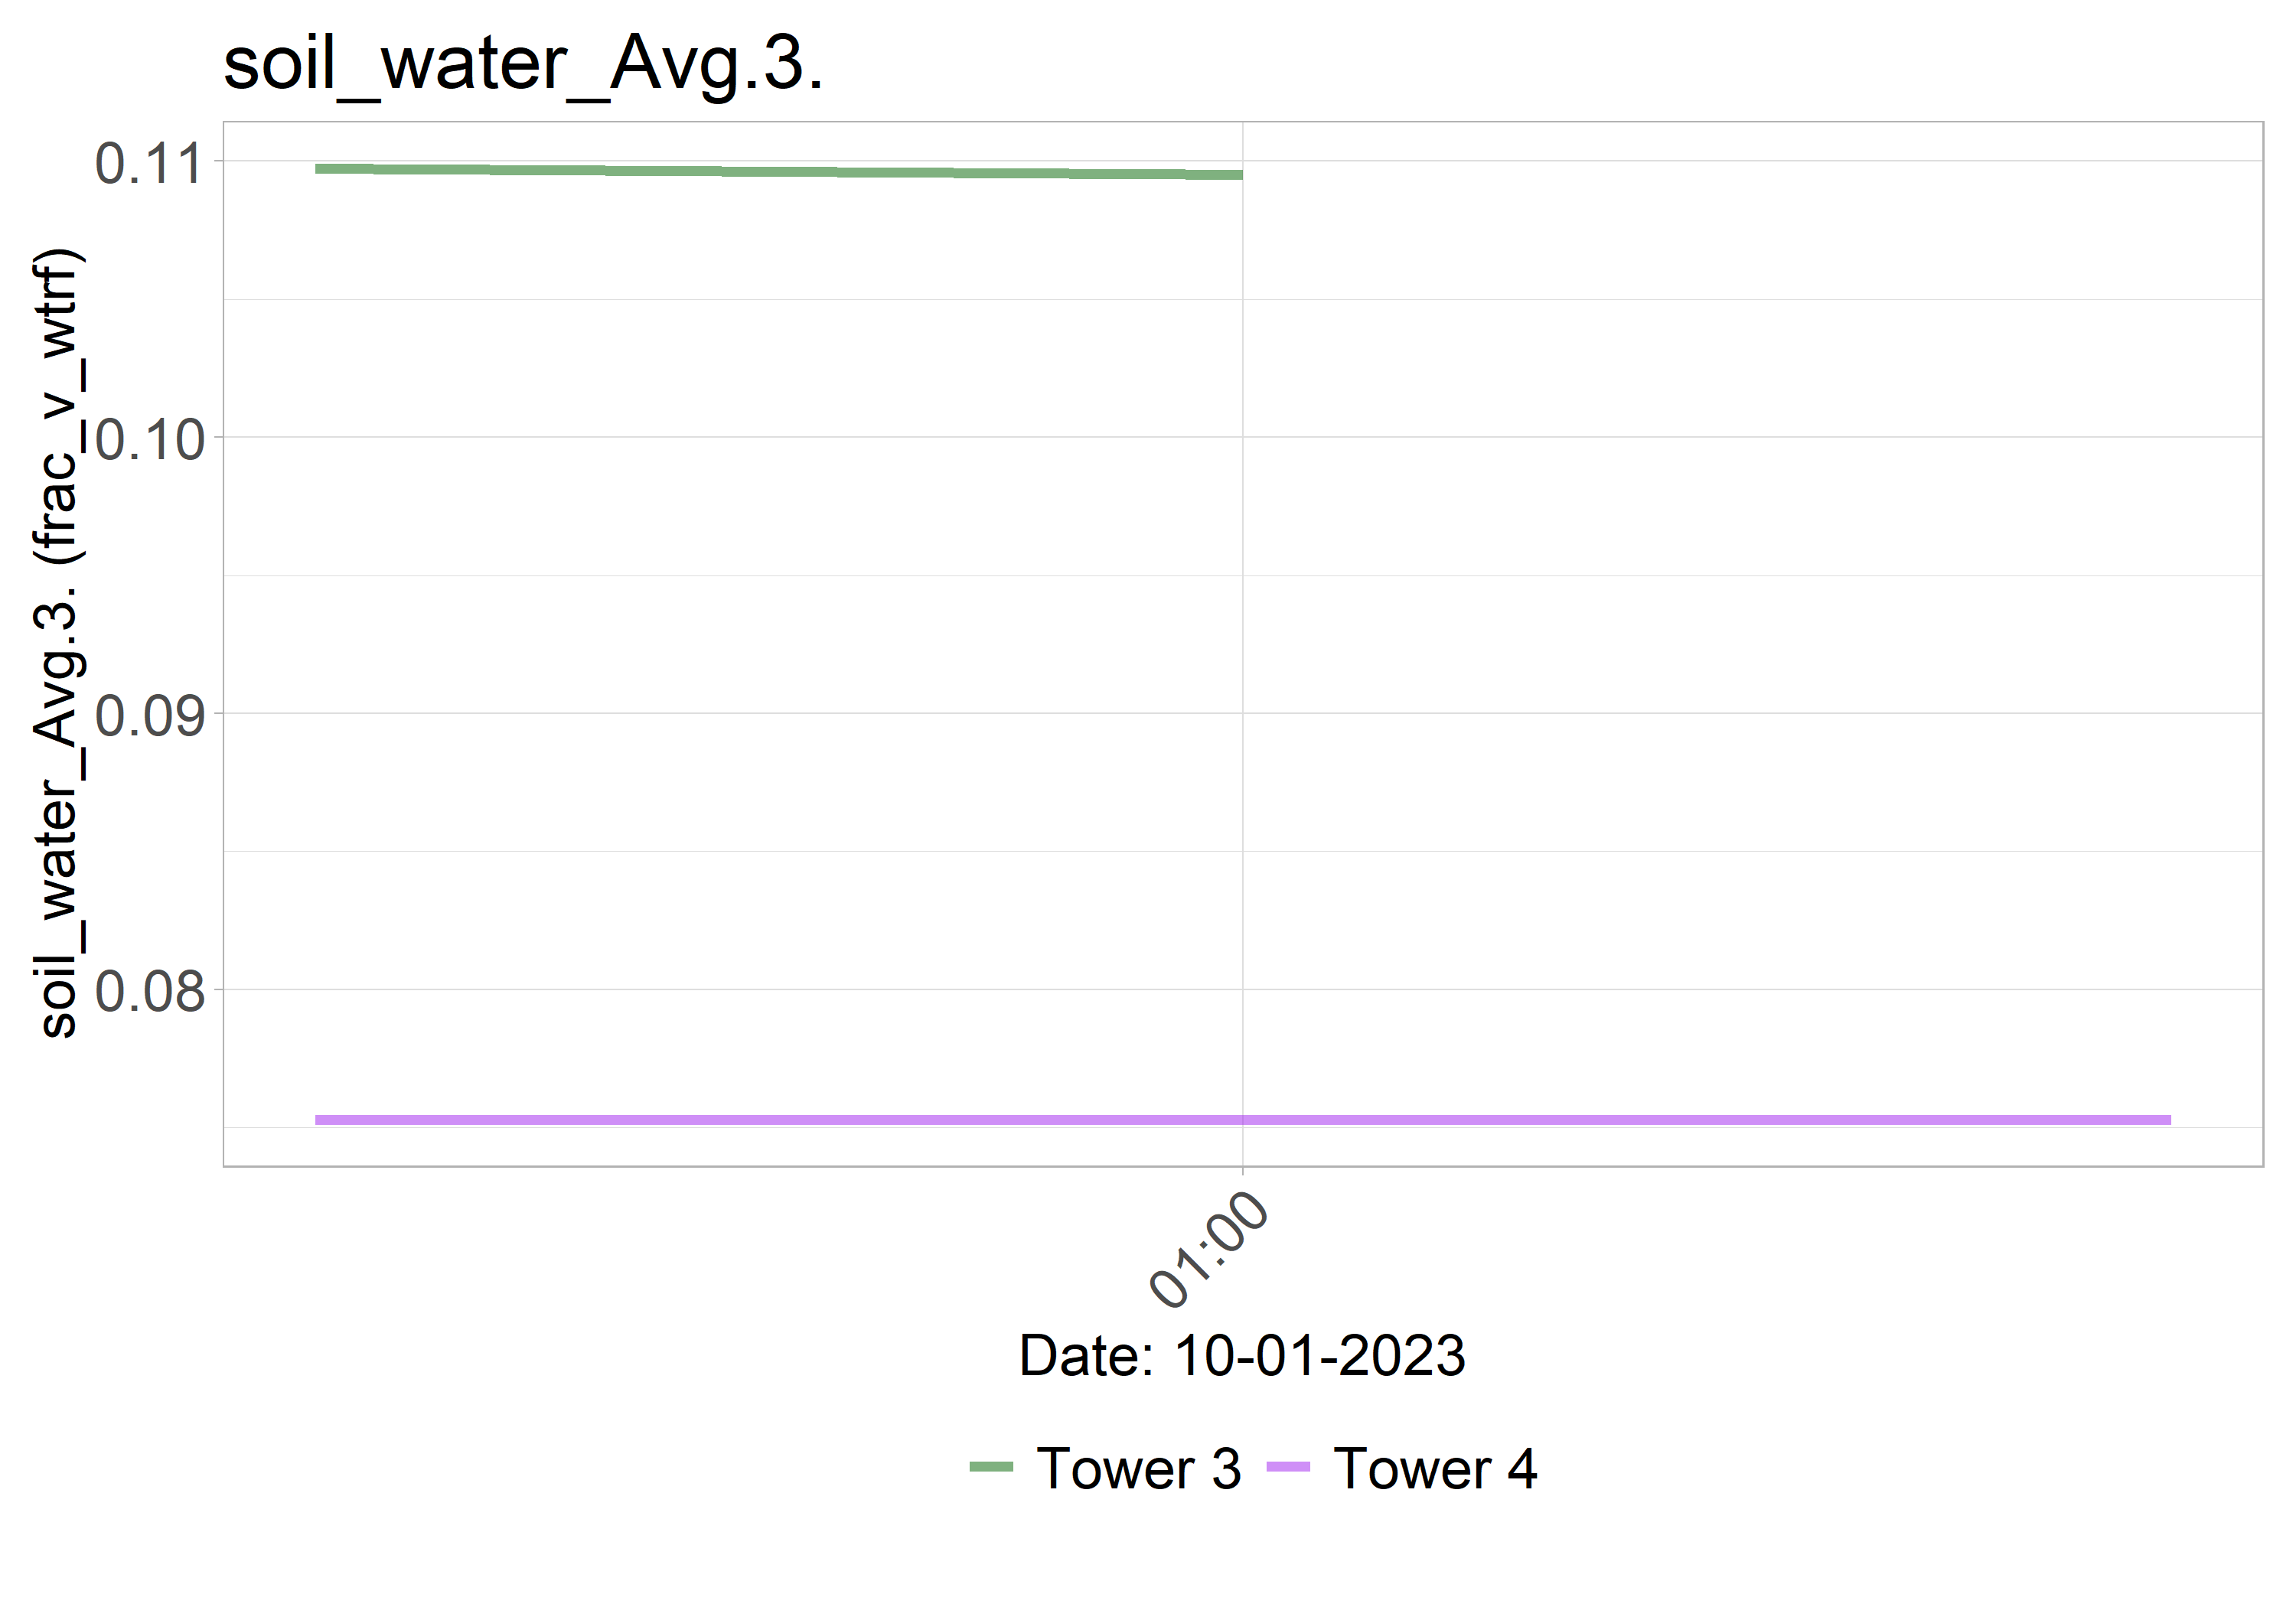 soil_water_Avg.3.
soil_water_Avg.3. (frac_v_wtrf)
0.11
0.10
0.09
0.08
01:00
Date: 10-01-2023
Tower 3 Tower 4